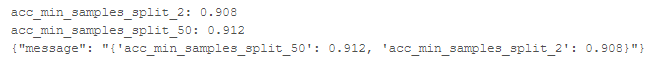 acc_min_samples_split_2: 0.908
acc_min_samples_split_50: 0.912
{"message": "{'acc_min_samples_split_50': 0.912, 'acc_min_samples_split_2': 0.908}"}